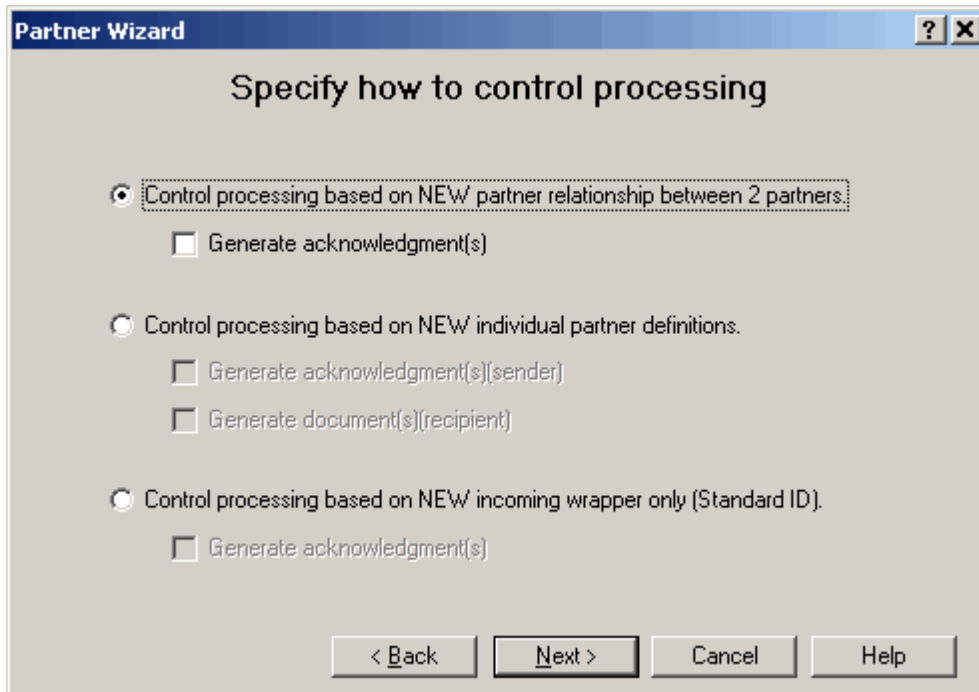 Partner Wizard
Specify how to control processing
Control processing based on NEW partner relationship between 2 partners.
Generate acknowledgment(s)
Control processing based on NEW individual partner definitions.
Generate acknowledgment(s)(sender)
Generate document(s)(recipient)
Control processing based on NEW incoming wrapper only (Standard ID).
Generate acknowledgment(s)
< Back Next > Cancel Help